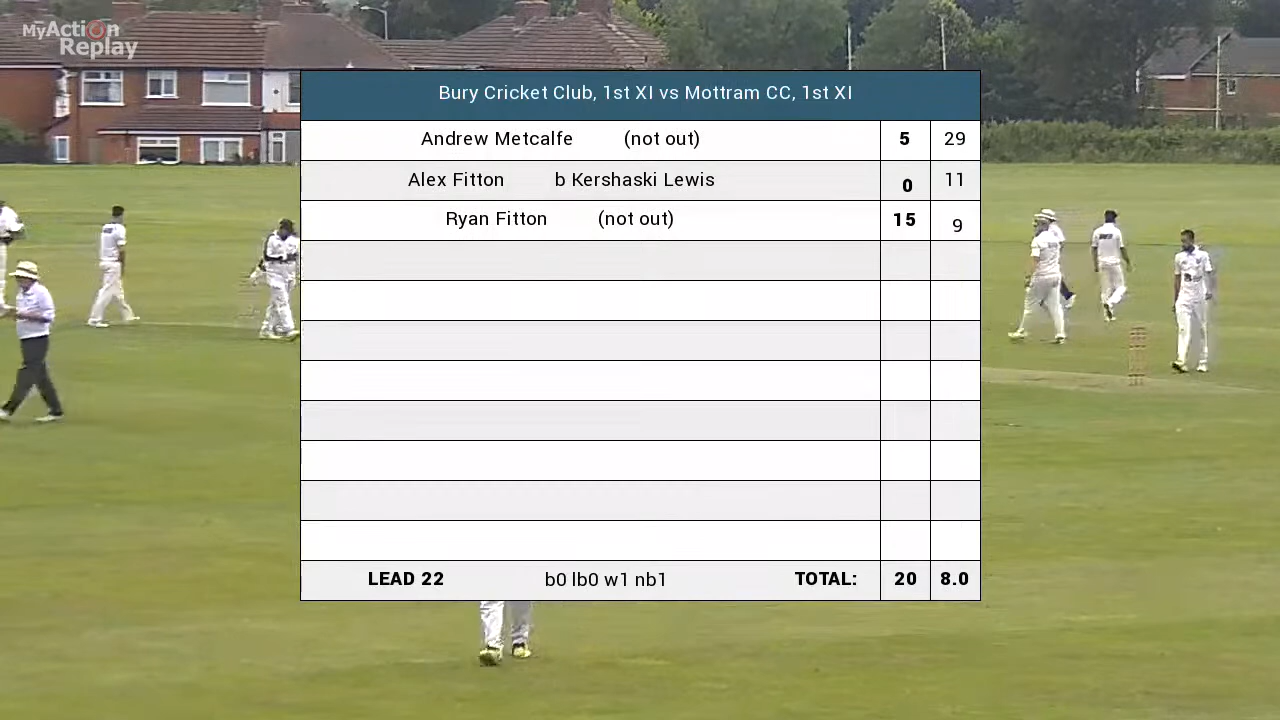 MyAction
Replay
Bury Cricket Club, 1st XI vs Mottram CC, 1st XI
Andrew Metcalfe (not out) 5 29
Alex Fitton b Kershaski Lewis 0 11
Ryan Fitton (not out) 15 9
LEAD 22 b0 lb0 w1 nb1 TOTAL: 20 8.0